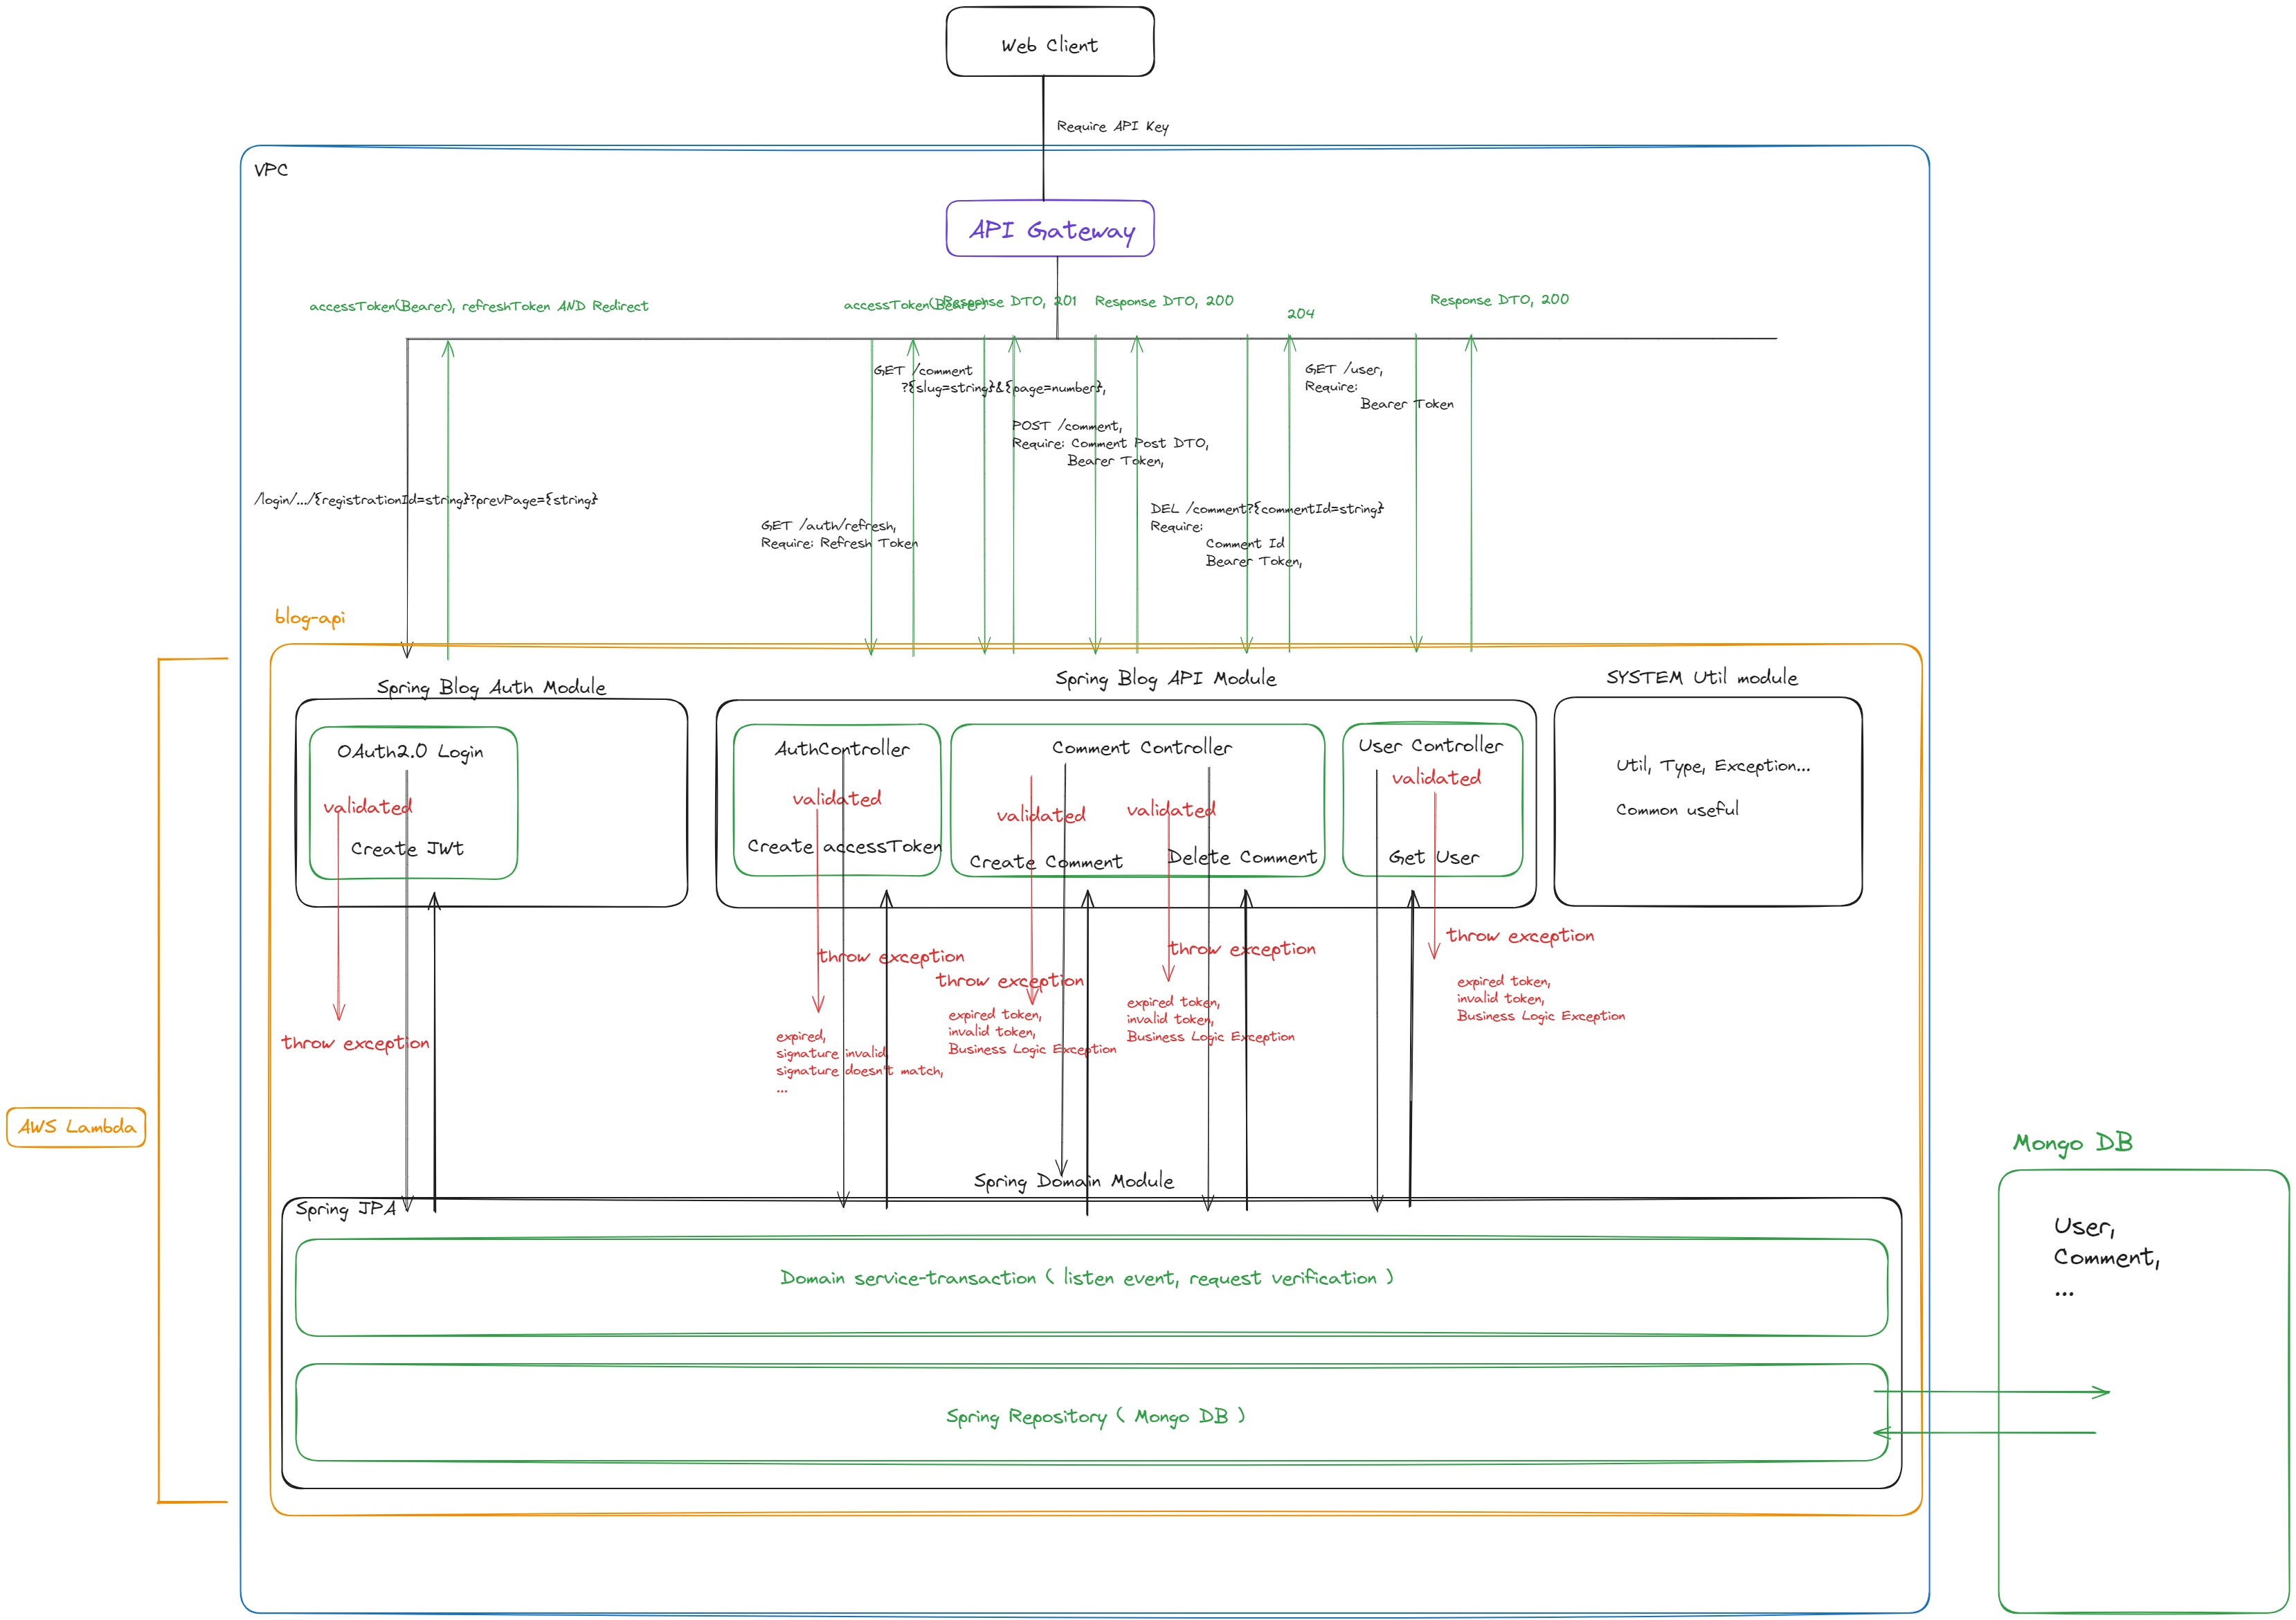 Web Client
Require API Key
VPC
API Gateway
accessToken(Bearer), refreshToken AND Redirect
accessToken(Bearer)
Response DTO, 201
Response DTO, 200
204
Response DTO, 200
GET /comment
?{slug=string}&{page=number},
GET /user,
Require:
Bearer Token
POST /comment,
Require: Comment Post DTO,
Bearer Token,
/login/.../{registrationId=string}?prevPage={string}
GET /auth/refresh,
Require: Refresh Token
DEL /comment?{commentId=string}
Require:
Comment Id
Bearer Token,
blog-api
Spring Blog Auth Module
Spring Blog API Module
SYSTEM Util module
OAuth2.0 Login
validated
Create JWt
AuthController
validated
Create accessToken
Comment Controller
validated
validated
Create Comment
Delete Comment
User Controller
validated
Get User
Util, Type, Exception...
Common useful
throw exception
throw exception
expired,
signature invalid,
signature doesn't match,
...
throw exception
expired token,
invalid token,
Business Logic Exception
throw exception
expired token,
invalid token,
Business Logic Exception
throw exception
expired token,
invalid token,
Business Logic Exception
AWS Lambda
Spring Domain Module
Spring JPA
Domain service-transaction ( listen event, request verification )
Spring Repository ( Mongo DB )
Mongo DB
User,
Comment,
...